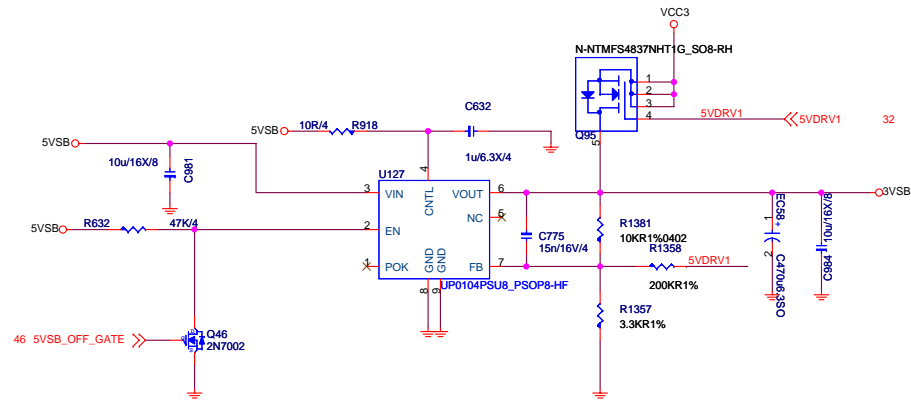 VCC3
N-NTMFS4837NHT1G_SO8-RH
1
2
3
4
5VDRV1
5VDRV1
32
Q95
5
C632
5VSB
10R/4
R918
1u/6.3X/4
5VSB
10u/16X/8
C981
U127
4
3
VIN
CNTL
VOUT
6
3VSB
NC
5
5VSB
R632
47K/4
2
EN
C775
15n/16V/4
R1381
10KR1%0402
R1358
5VDRV1
200KR1%
EC58
+
1
2
C470u6.3SO
10u/16X/8
C984
1
POK
GND
GND
FB
7
UP0104PSU8_PSOP8-HF
8
9
R1357
3.3KR1%
46
5VSB_OFF_GATE
Q46
2N7002